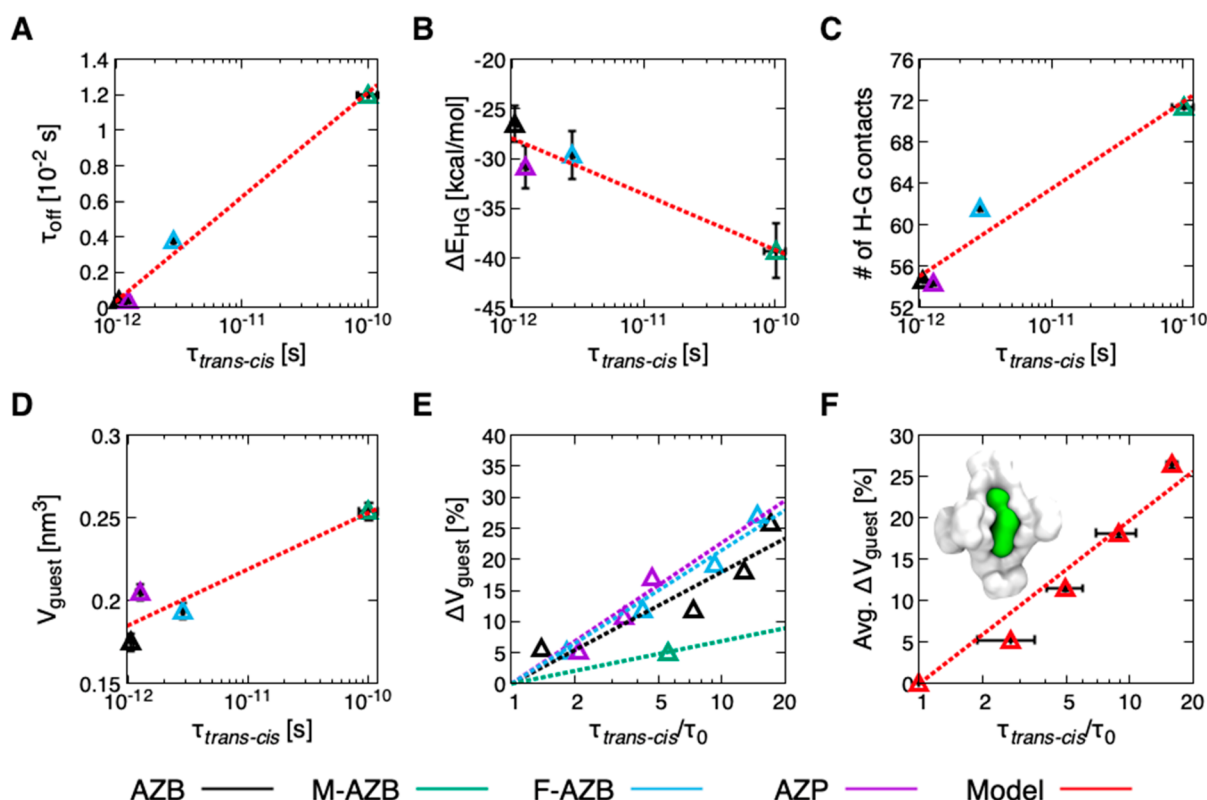 A
1.4
1.2
1
0.8
0.6
0.4
0.2
0
τoff [10⁻² s]
10⁻¹² 10⁻¹¹ 10⁻¹⁰
τtrans-cis [s]
B
-20
-25
-30
-35
-40
-45
ΔEHG [kcal/mol]
10⁻¹² 10⁻¹¹ 10⁻¹⁰
τtrans-cis [s]
C
76
72
68
64
60
56
52
# of H-G contacts
10⁻¹² 10⁻¹¹ 10⁻¹⁰
τtrans-cis [s]
D
0.3
0.25
0.2
0.15
Vguest [nm³]
10⁻¹² 10⁻¹¹ 10⁻¹⁰
τtrans-cis [s]
E
40
35
30
25
20
15
10
5
0
ΔVguest [%]
1 2 5 10 20
τtrans-cis/τ0
F
30
25
20
15
10
5
0
Avg. ΔVguest [%]
1 2 5 10 20
τtrans-cis/τ0
AZB M-AZB F-AZB AZP Model